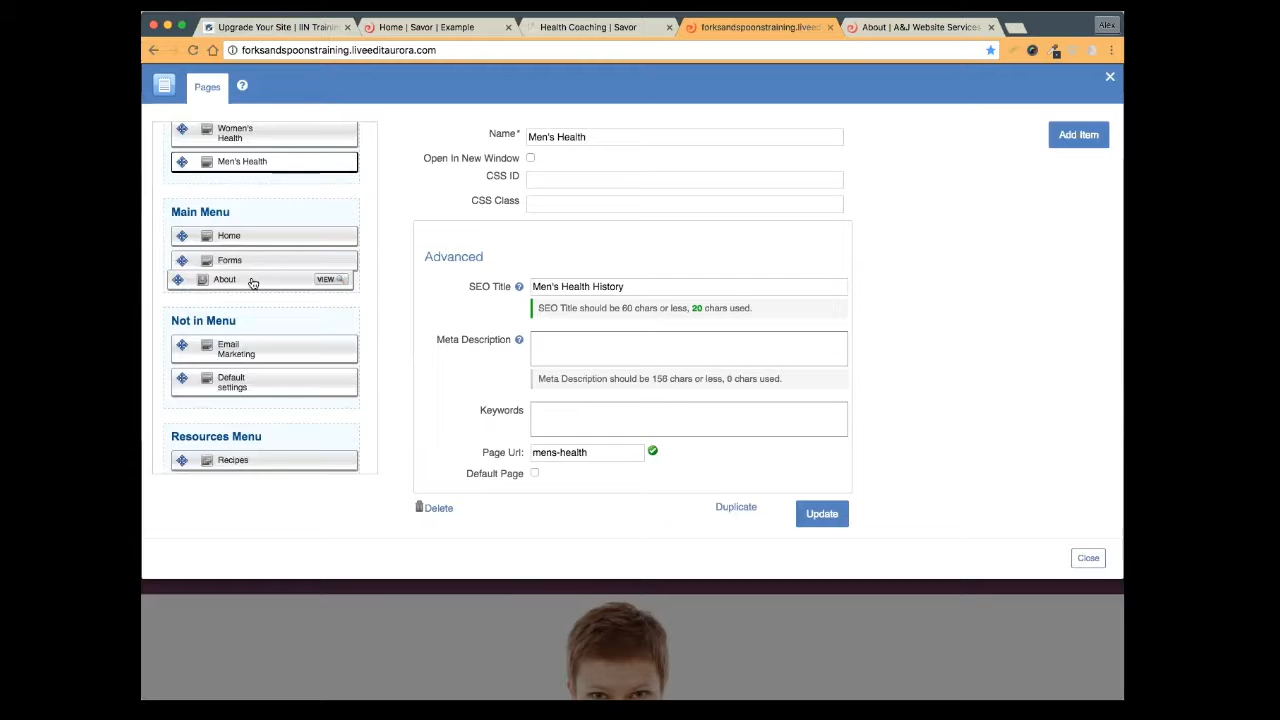 Upgrade Your Site | IIN Trainin
Home | Savor | Example
Health Coaching | Savor
forksandspoonstraining.liveed
About | A&J Website Services
Alex
forksandspoonstraining.liveeditaurora.com
Pages
Women's
Health
Men's Health
Main Menu
Home
Forms
About
VIEW
Not in Menu
Email
Marketing
Default
settings
Resources Menu
Recipes
Name* Men's Health
Open In New Window
CSS ID
CSS Class
Advanced
SEO Title Men's Health History
SEO Title should be 60 chars or less, 20 chars used.
Meta Description
Meta Description should be 156 chars or less, 0 chars used.
Keywords
Page Url: mens-health
Default Page
Delete
Duplicate
Update
Add Item
Close